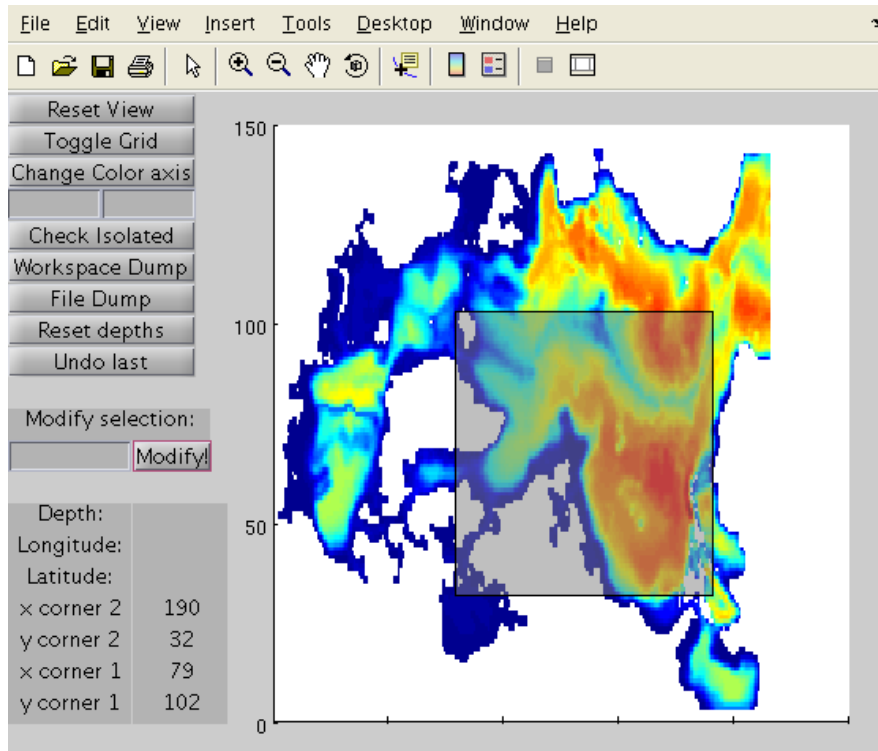 File Edit View Insert Tools Desktop Window Help
Reset View
Toggle Grid
Change Color axis
Check Isolated
Workspace Dump
File Dump
Reset depths
Undo last
Modify selection:
Modify!
Depth:
Longitude:
Latitude:
x corner 2 190
y corner 2 32
x corner 1 79
y corner 1 102
150
100
50
0